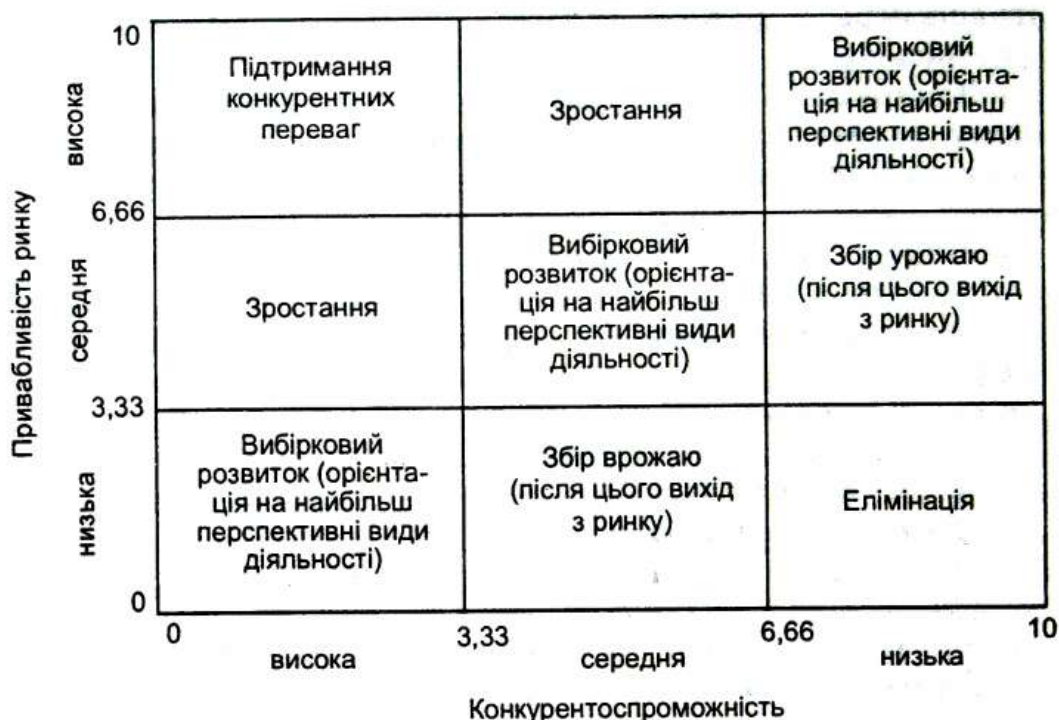 10
Підтримання
конкурентних
переваг
Зростання
Вибірковий
розвиток (орієнта-
ція на найбільш
перспективні види
діяльності)
висока
6,66
Зростання
Вибірковий
розвиток (орієнта-
ція на найбільш
перспективні види
діяльності)
Збір урожаю
(після цього вихід
з ринку)
середня
Привабливість ринку
3,33
Вибірковий
розвиток (орієнта-
ція на найбільш
перспективні види
діяльності)
Збір врожаю
(після цього вихід
з ринку)
Елімінація
низька
0
0 3,33 6,66 10
висока середня низька
Конкурентоспроможність